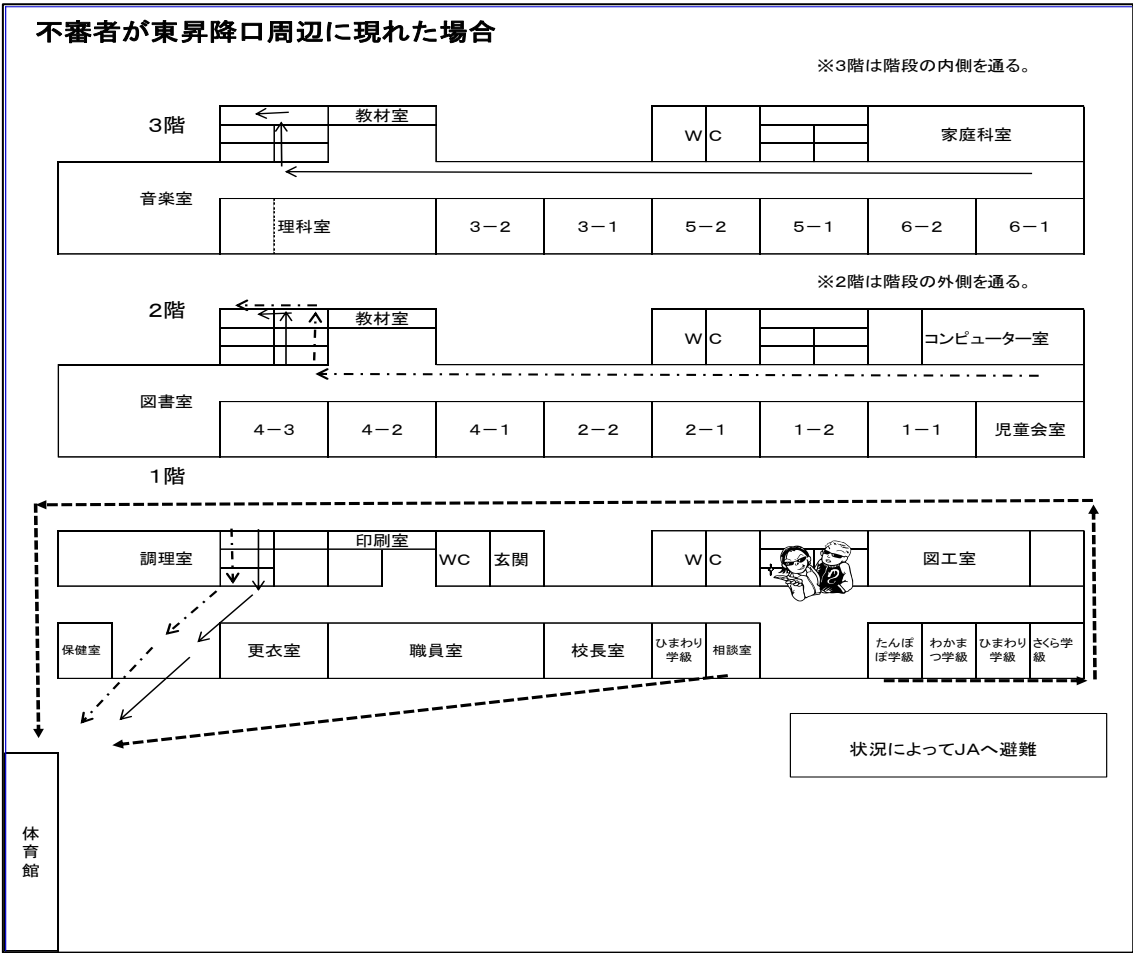 不審者が東昇降口周辺に現れた場合
※3階は階段の内側を通る。
3階
教材室
WC
家庭科室
音楽室
理科室
3－2
3－1
5－2
5－1
6－2
6－1
※2階は階段の外側を通る。
2階
教材室
WC
コンピューター室
図書室
4－3
4－2
4－1
2－2
2－1
1－2
1－1
児童会室
1階
調理室
印刷室
WC
玄関
WC
図工室
保健室
更衣室
職員室
校長室
ひまわり
学級
相談室
たんぽ
ぽ学級
わかま
つ学級
ひまわり
学級
さくら学
級
状況によってJAへ避難
体
育
館